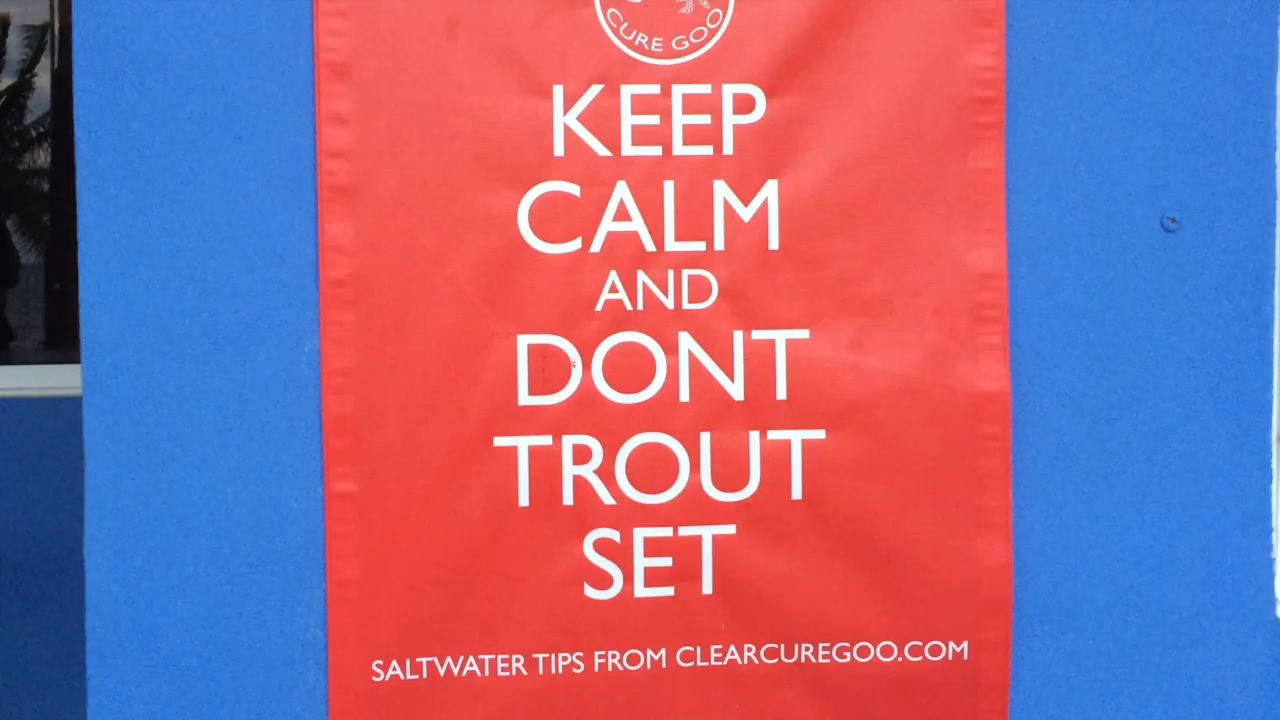 CURE GOO
KEEP
CALM
AND
DONT
TROUT
SET
SALTWATER TIPS FROM CLEARCUREGOO.COM